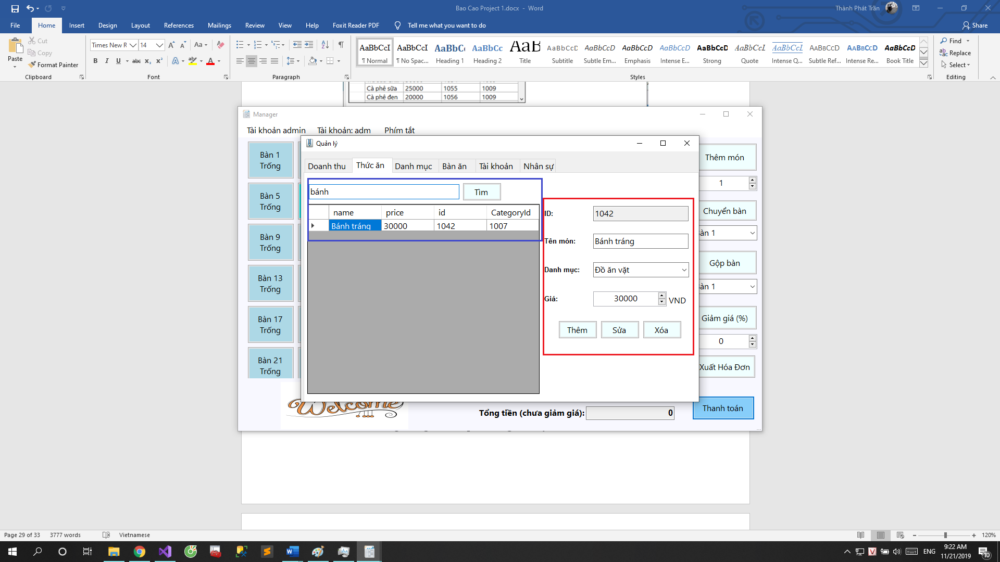 Bao Cao Project 1.docx - Word
Thành Phát Trần
File Home Insert Design Layout References Mailings Review View Help Foxit Reader PDF Tell me what you want to do Share
Paste
Cut
Copy
Format Painter
Clipboard
Times New R 14
Font
Paragraph
AaBbCcI AaBbCcI AaBbCc AaBbCc AaB AaBbCcD AaBbCcD AaBbCcD AaBbCcD AaBbCcD AaBbCcI AaBbCcI AaBbCcD AaBbCcD AaBbCcD
¶ Normal ¶ No Spac... Heading 1 Heading 2 Title Subtitle Subtle Em... Emphasis Intense E... Strong Quote Intense Q... Subtle Ref... Intense Re... Book Title
Styles
Find
Replace
Select
Editing
Cà phê sữa 25000 1055 1009
Cà phê đen 20000 1056 1009
Manager
Tài khoản admin Tài khoản: adm Phím tắt
Bàn 1
Trống
Bàn 5
Trống
Bàn 9
Trống
Bàn 13
Trống
Bàn 17
Trống
Bàn 21
Trống
Quản lý
Doanh thu Thức ăn Danh mục Bàn ăn Tài khoản Nhân sự
bánh Tìm
name price id CategoryId
Bánh tráng 30000 1042 1007
ID: 1042
Tên món: Bánh tráng
Danh mục: Đồ ăn vặt
Giá: 30000 VND
Thêm Sửa Xóa
Thêm món
1
Chuyển bàn
àn 1
Gộp bàn
àn 1
Giảm giá (%)
0
Xuất Hóa Đơn
Welcome
Tổng tiền (chưa giảm giá): 0
Thanh toán
Page 29 of 33 3777 words Vietnamese 120%
ENG
9:22 AM
11/21/2019
10